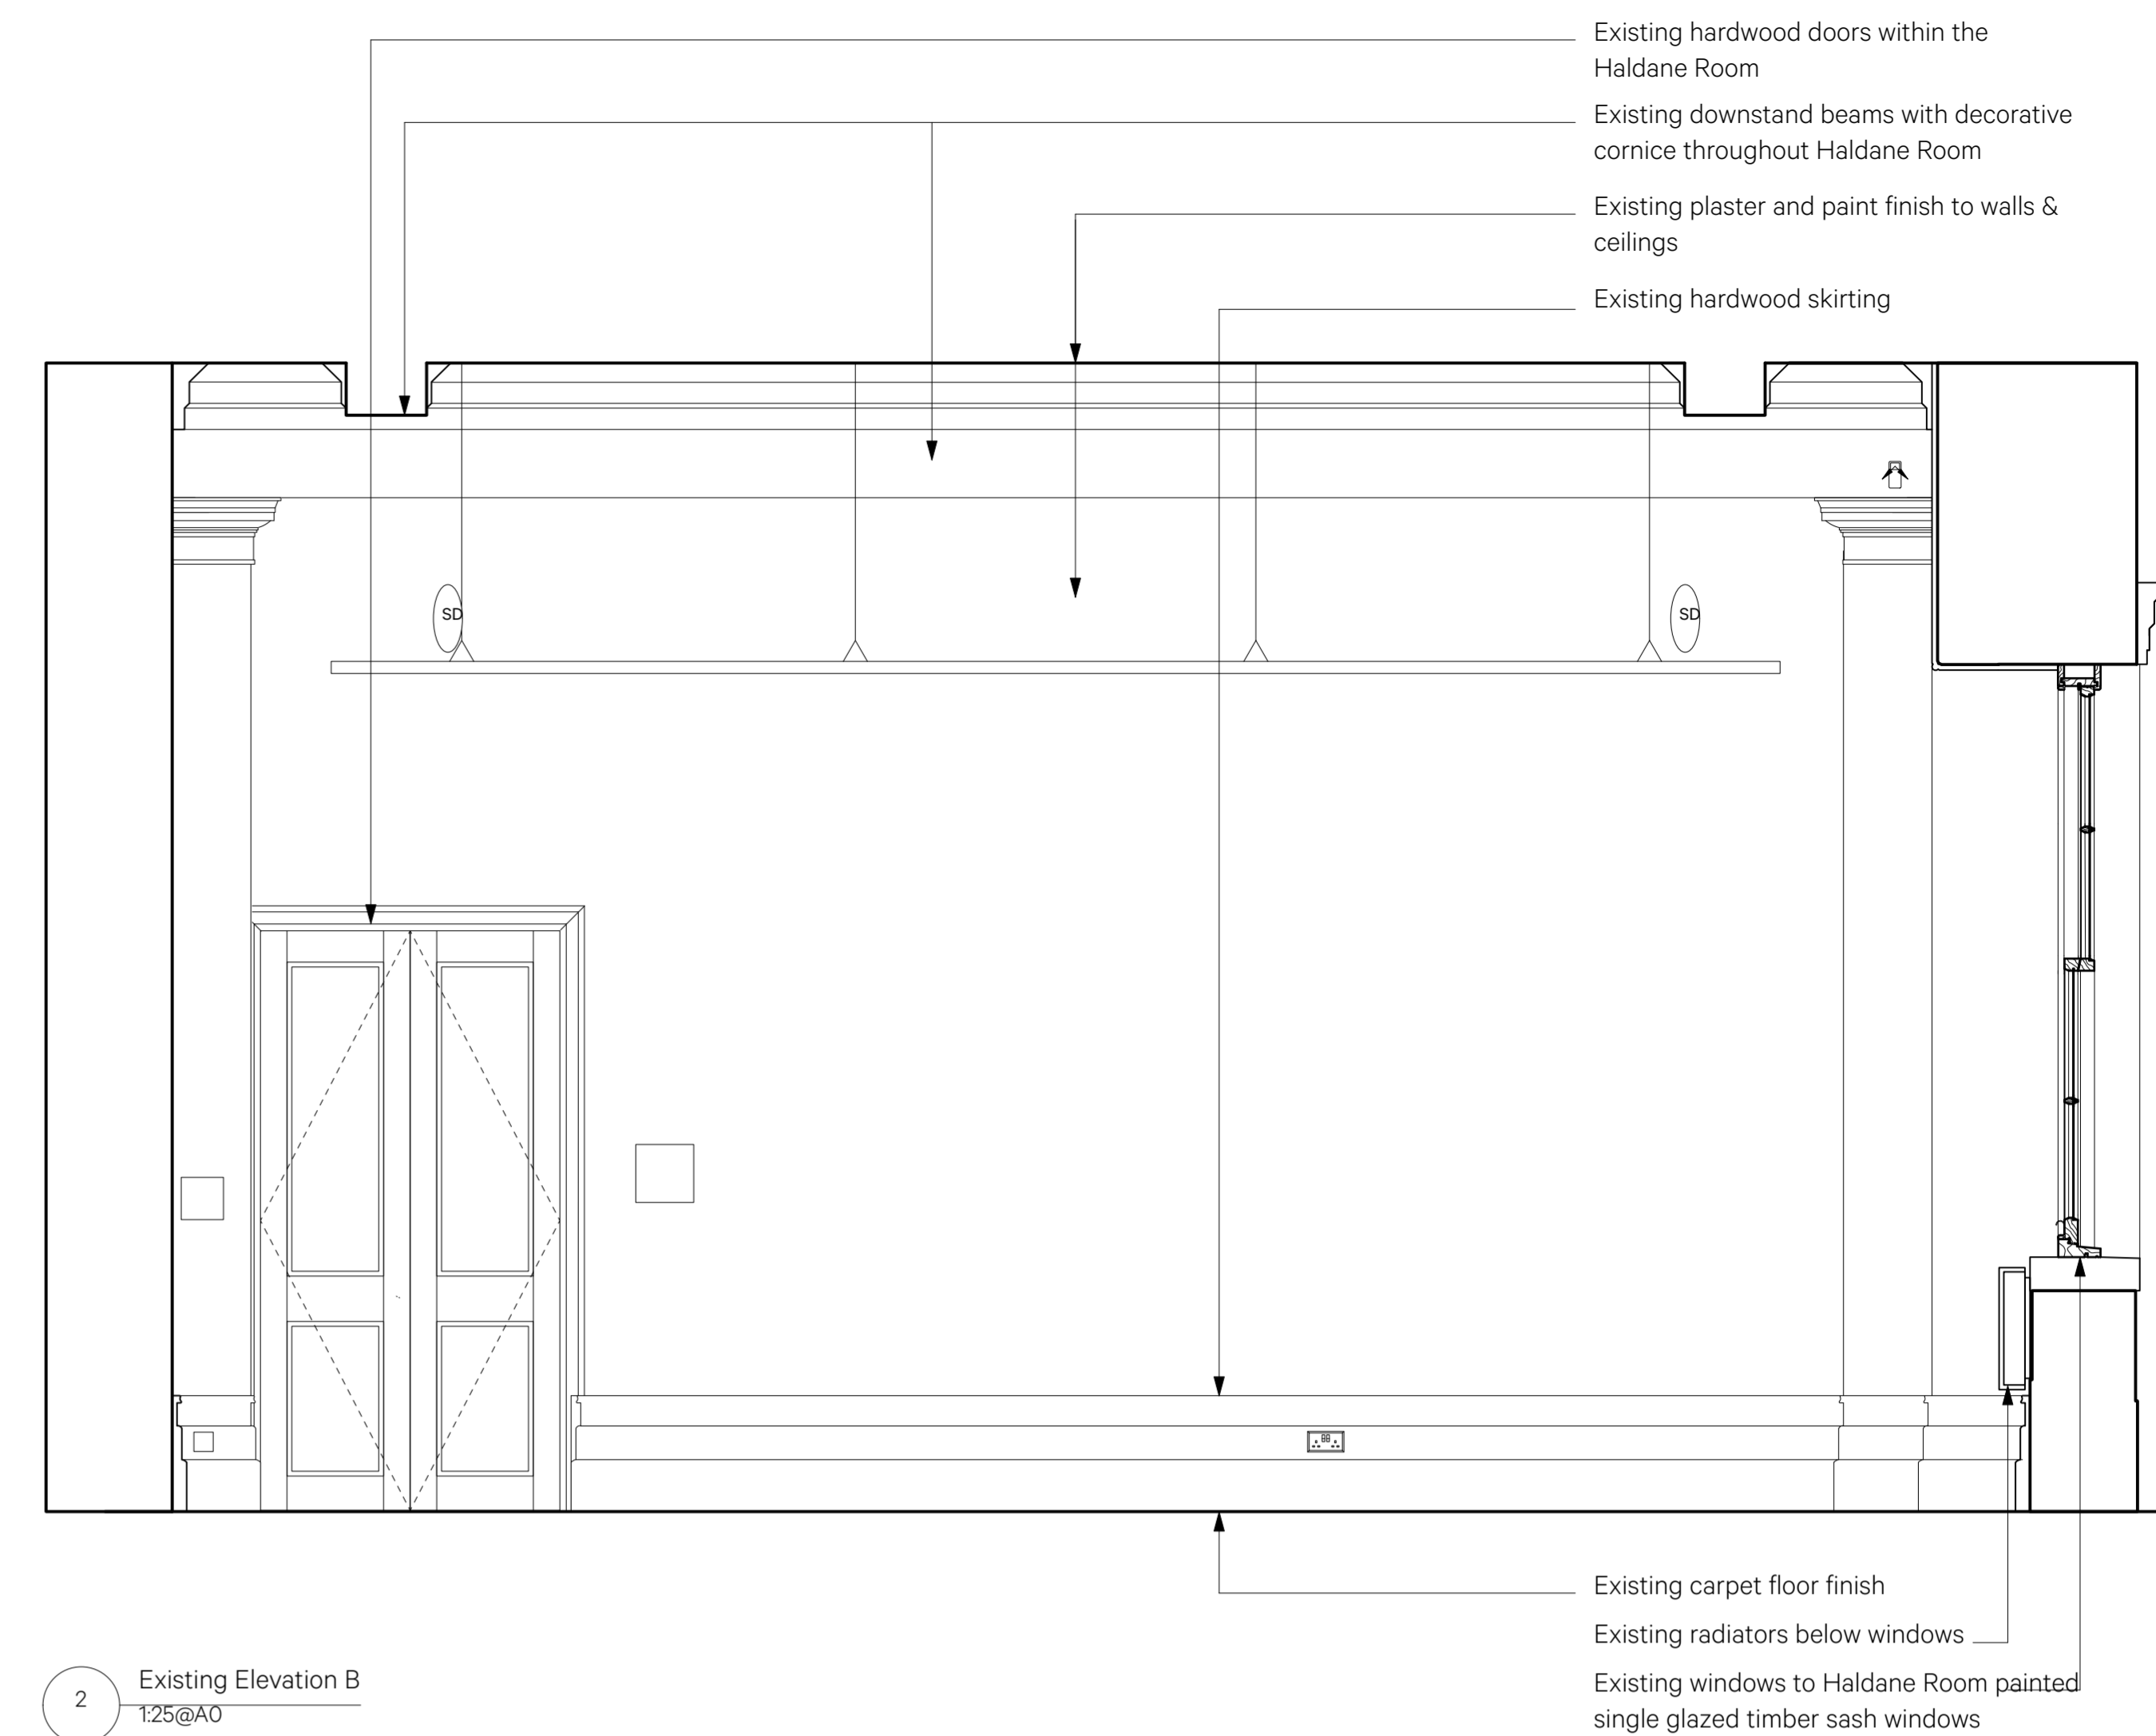 Existing hardwood doors within the
Haldane Room
Existing downstand beams with decorative
cornice throughout Haldane Room
Existing plaster and paint finish to walls &
ceilings
Existing hardwood skirting
SD
SD
Existing carpet floor finish
Existing radiators below windows
Existing windows to Haldane Room painted
single glazed timber sash windows
2
Existing Elevation B
1:25@A0